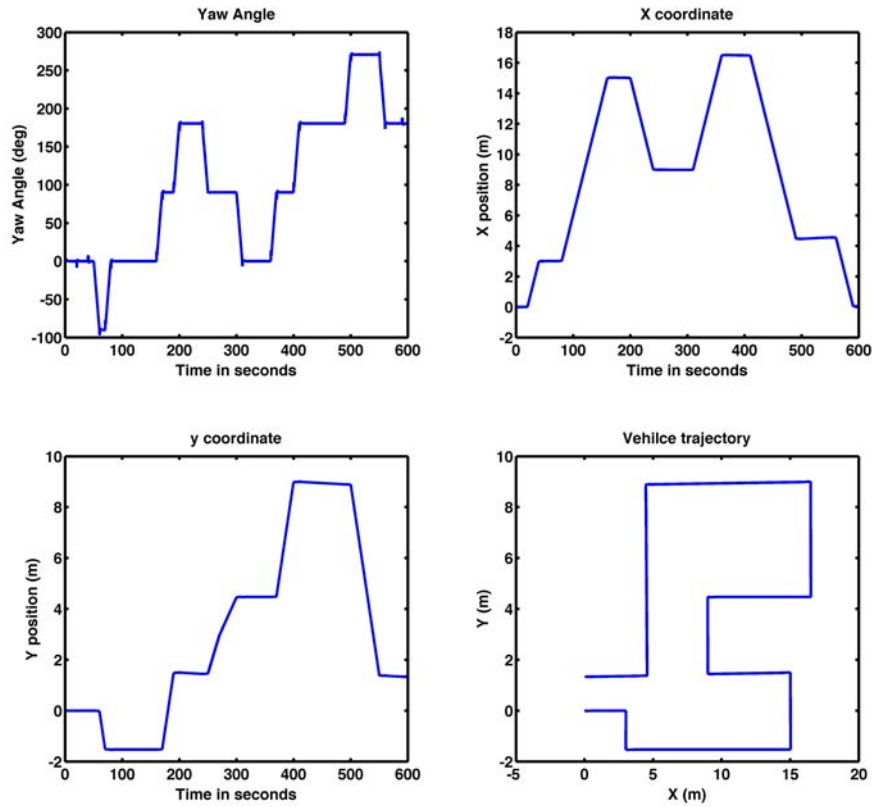 Yaw Angle
300
250
200
150
100
50
0
-50
-100
Yaw Angle (deg)
0 100 200 300 400 500 600
Time in seconds
X coordinate
18
16
14
12
10
8
6
4
2
0
-2
X position (m)
0 100 200 300 400 500 600
Time in seconds
y coordinate
10
8
6
4
2
0
-2
Y position (m)
0 100 200 300 400 500 600
Time in seconds
Vehilce trajectory
10
8
6
4
2
0
-2
Y (m)
-5 0 5 10 15 20
X (m)